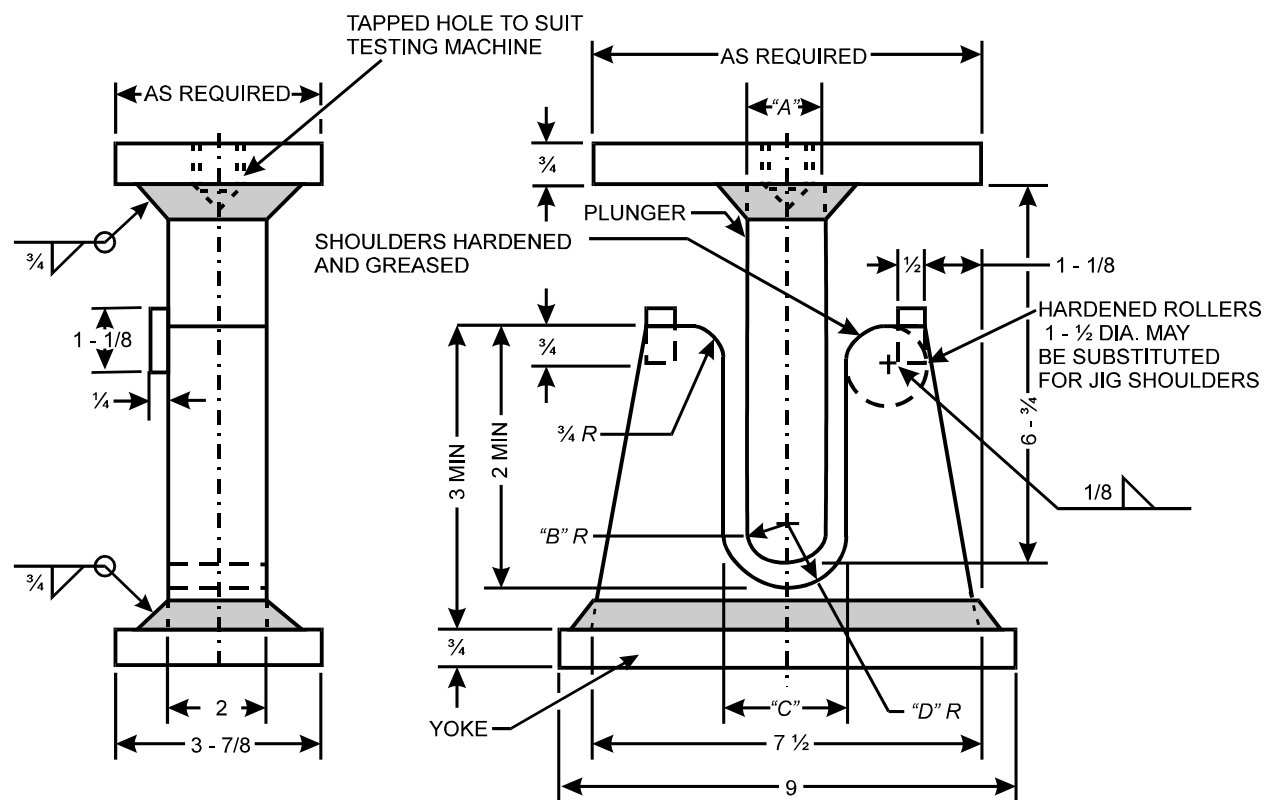 TAPPED HOLE TO SUIT
TESTING MACHINE
AS REQUIRED
AS REQUIRED
"A"
¾
PLUNGER
SHOULDERS HARDENED
AND GREASED
¾
½
1 - 1/8
HARDENED ROLLERS
1 - ½ DIA. MAY
BE SUBSTITUTED
FOR JIG SHOULDERS
1 - 1/8
¾
¼
¾ R
6 - ¾
3 MIN
2 MIN
1/8
"B" R
¾
¾
2
"C"
"D" R
YOKE
3 - 7/8
7 ½
9